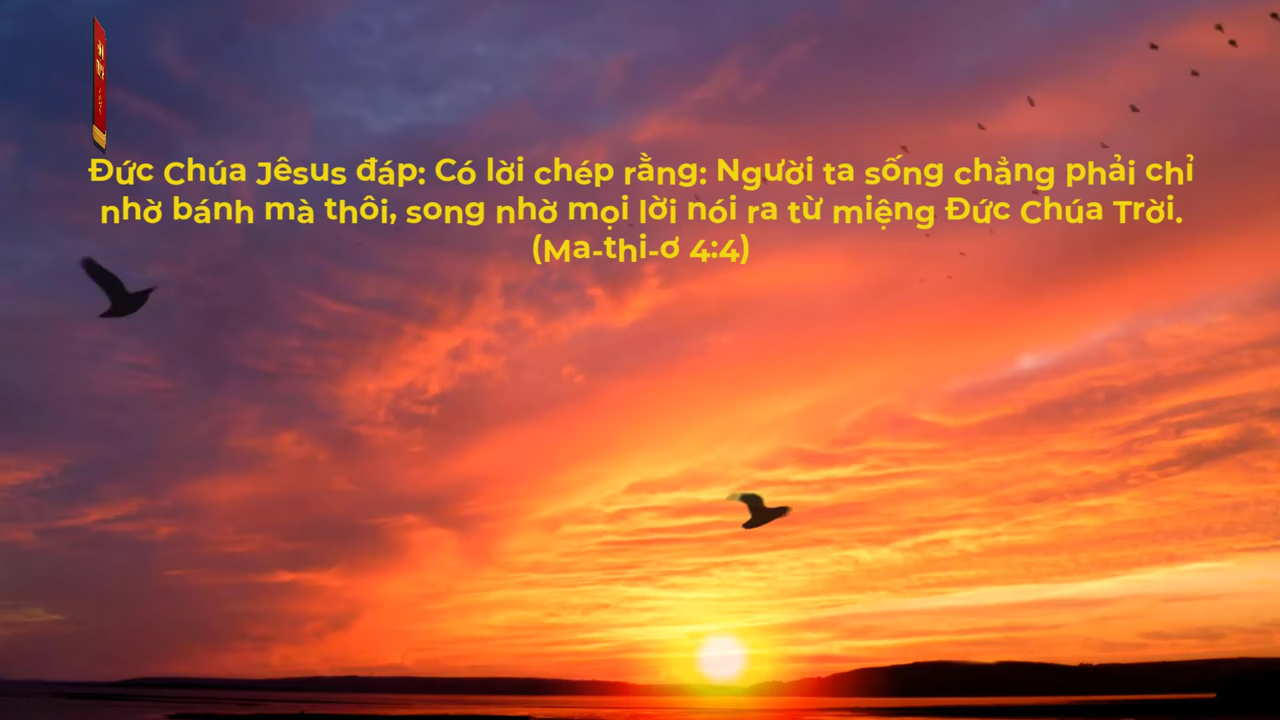 Đức Chúa Jêsus đáp: Có lời chép rằng: Người ta sống chẳng phải chỉ
nhờ bánh mà thôi, song nhờ mọi lời nói ra từ miệng Đức Chúa Trời.
(Ma-thi-ơ 4:4)